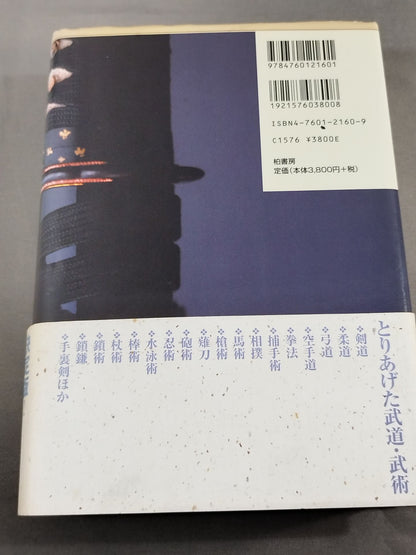 9784760121601
1921576038008
ISBN4-7601-2160-9
C1576 ¥3800E
柏書房
定価(本体3,800円+税)
とりあげた武道・武術
❖剣道
❖柔道
❖弓道
❖空手道
❖拳法
❖捕手術
❖相撲
❖馬術
❖槍術
❖薙刀
❖砲術
❖忍術
❖水泳術
❖棒術
❖杖術
❖鎖術
❖鎖鎌
❖手裏剣ほか